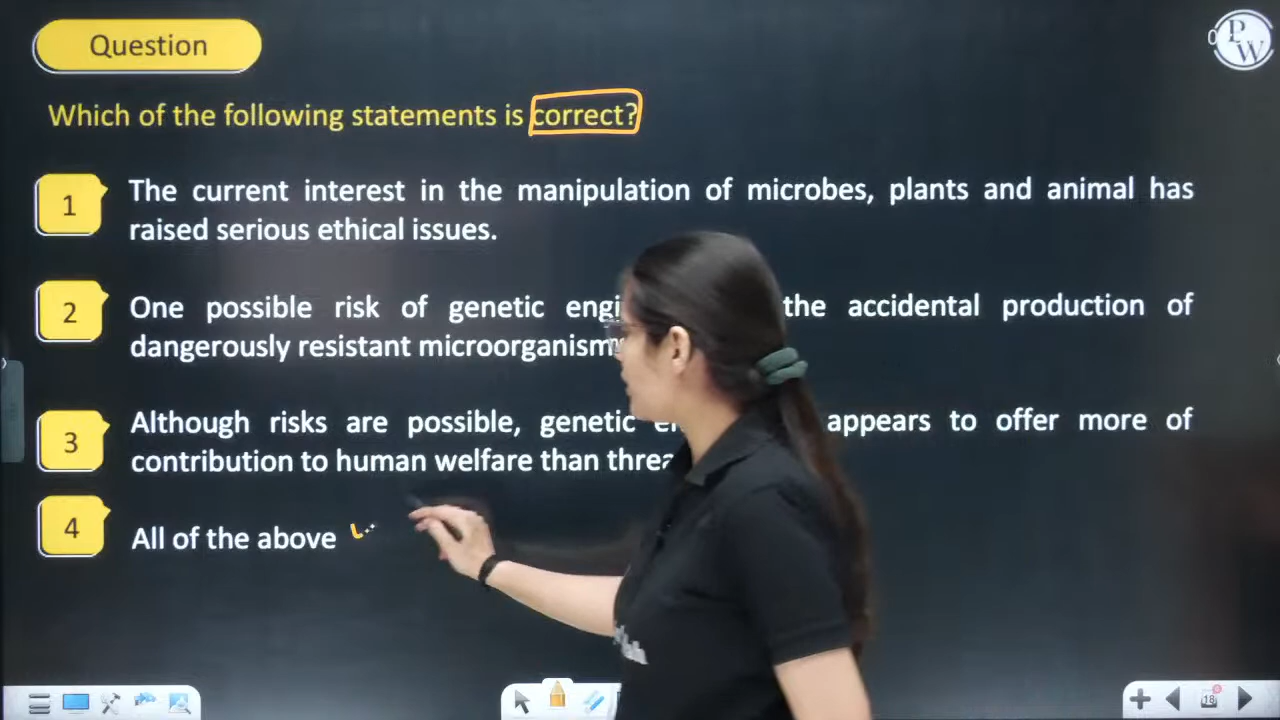 Question
PW
Which of the following statements is correct?
1
The current interest in the manipulation of microbes, plants and animal has
raised serious ethical issues.
2
One possible risk of genetic the accidental production of
dangerously resistant
3
Although risks are possible, genetic appears to offer more of
contribution to human welfare than
4
All of the above
18